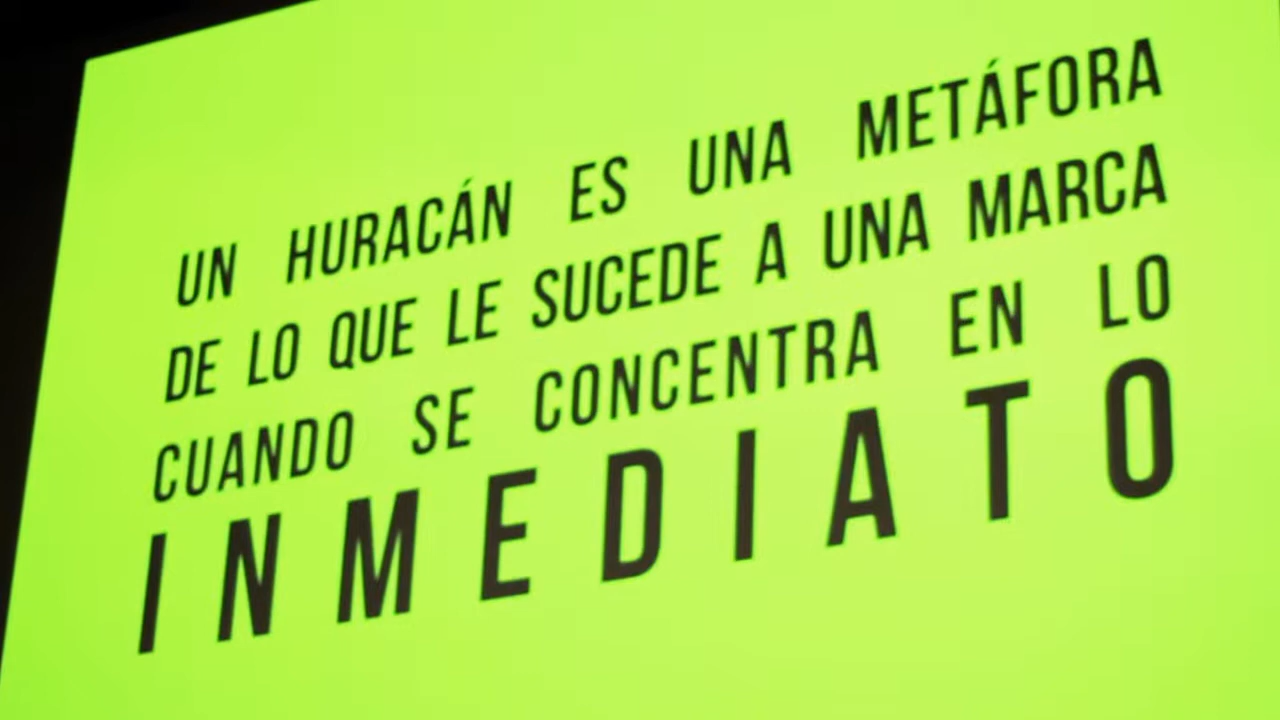 UN HURACÁN ES UNA METÁFORA
DE LO QUE LE SUCEDE A UNA MARCA
CUANDO SE CONCENTRA EN LO
INMEDIATO